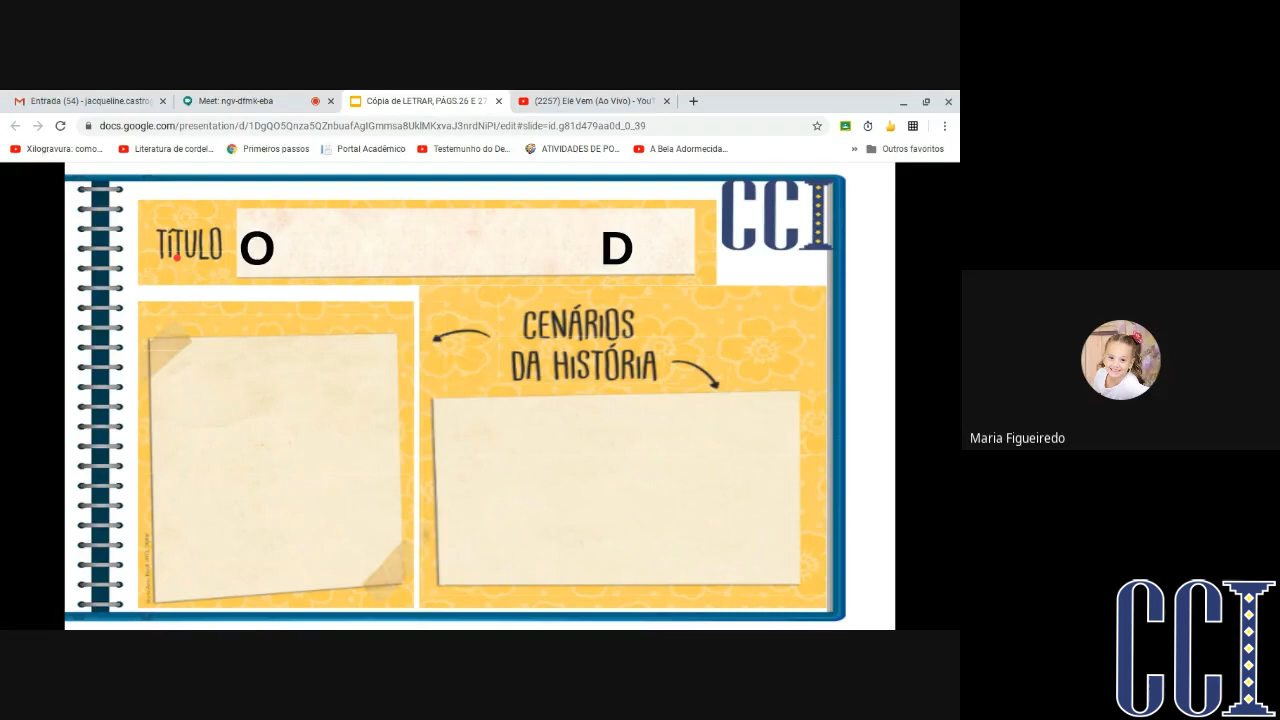 Entrada (54) - jacqueline.castro
Meet: ngv-dfmk-eba
Cópia de LETRAR, PÁGS.26 E 27
(2257) Ele Vem (Ao Vivo) - YouT
docs.google.com/presentation/d/1DgQO5Qnza5QZnbuafAgIGmmsa8UklMKxvaJ3nrdNiPI/edit#slide=id.g81d479aa0d_0_39
Xilogravura: como...
Literatura de cordel...
Primeiros passos
Portal Acadêmico
Testemunho do De...
ATIVIDADES DE PO...
A Bela Adormecida...
Outros favoritos
CCI
TÍTULO O D
CENÁRIOS
DA HISTÓRIA
Maria Figueiredo
CCI